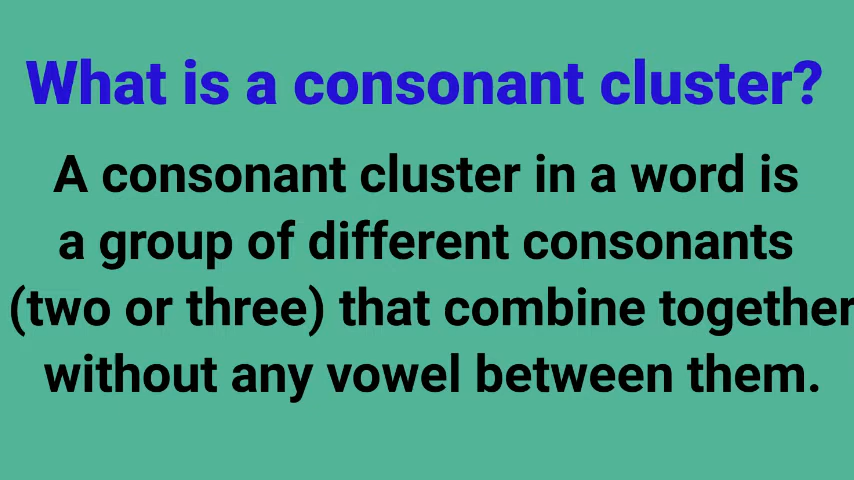 What is a consonant cluster?
A consonant cluster in a word is
a group of different consonants
(two or three) that combine together
without any vowel between them.